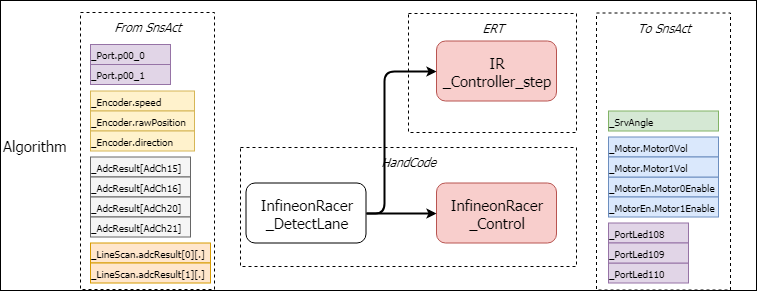 From SnsAct
ERT
To SnsAct
_Port.p00_0
_Port.p00_1
_Encoder.speed
_Encoder.rawPosition
_Encoder.direction
Algorithm
_AdcResult[AdCh15]
_AdcResult[AdCh16]
_AdcResult[AdCh20]
_AdcResult[AdCh21]
_LineScan.adcResult[0][.]
_LineScan.adcResult[1][.]
IR
_Controller_step
HandCode
InfineonRacer
_DetectLane
InfineonRacer
_Control
_SrvAngle
_Motor.Motor0Vol
_Motor.Motor1Vol
_MotorEn.Motor0Enable
_MotorEn.Motor1Enable
_PortLed108
_PortLed109
_PortLed110